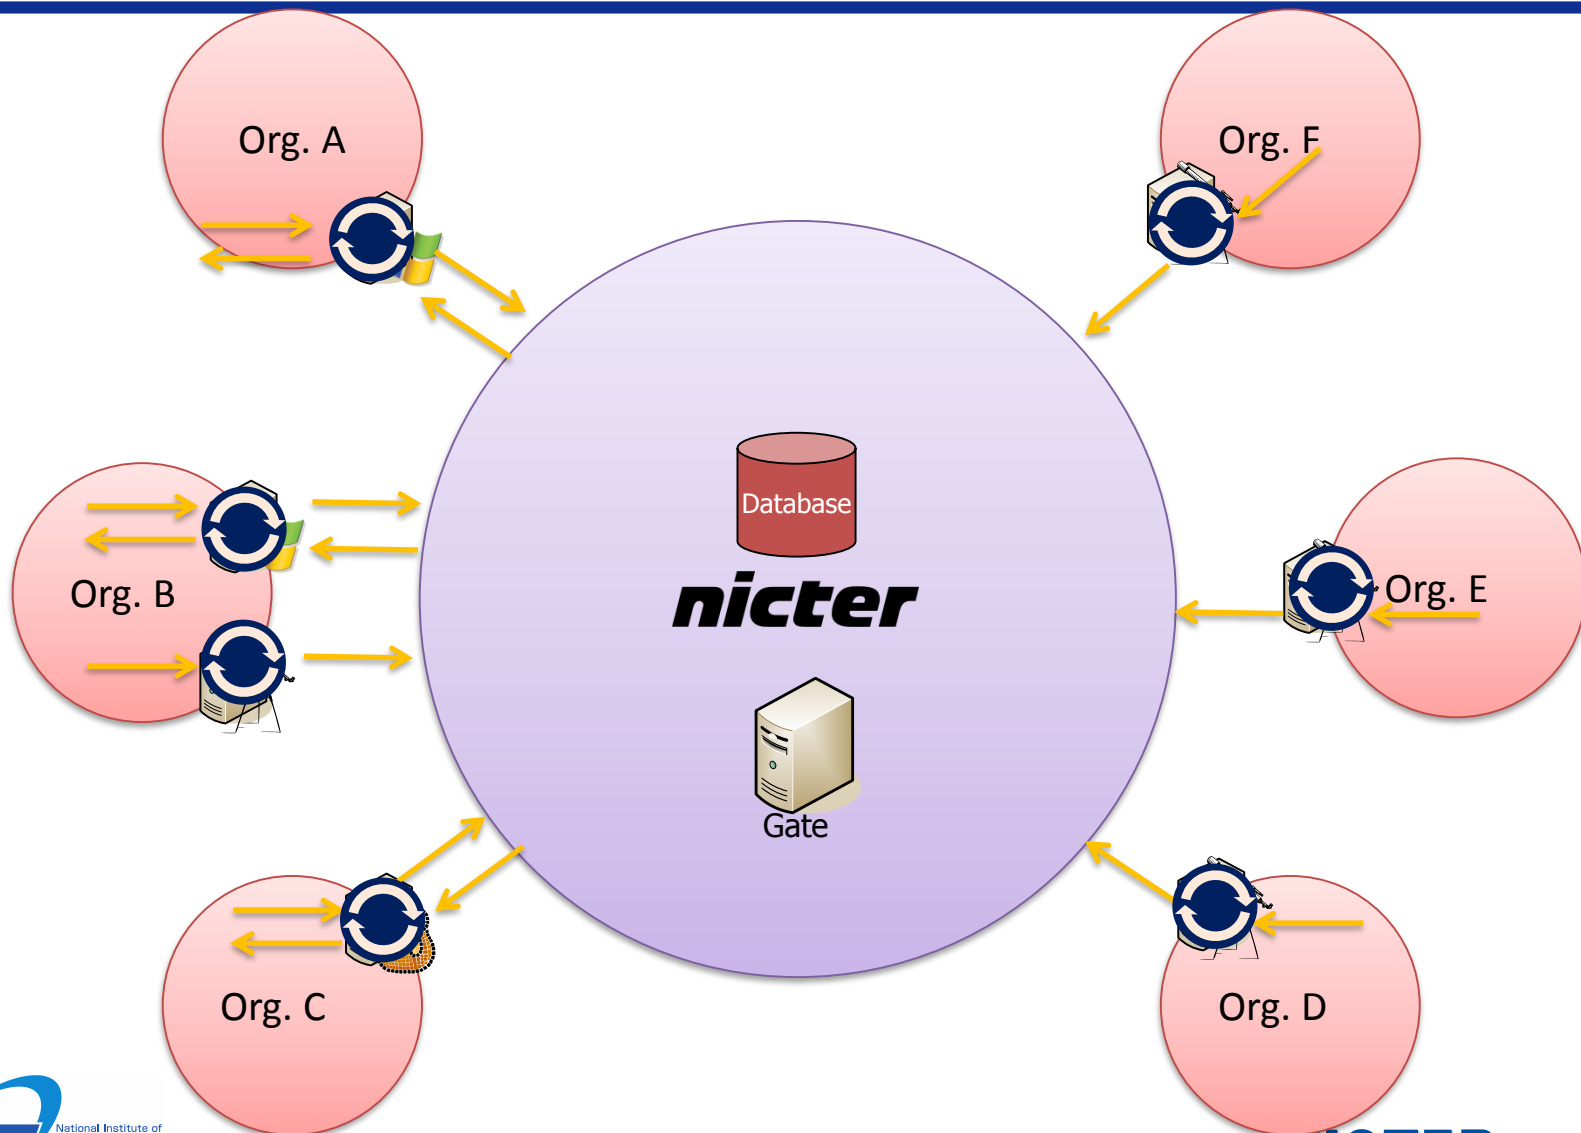 Org. A
Org. F
Database
nicter
Org. B
Org. E
Gate
Org. C
Org. D
National Institute of